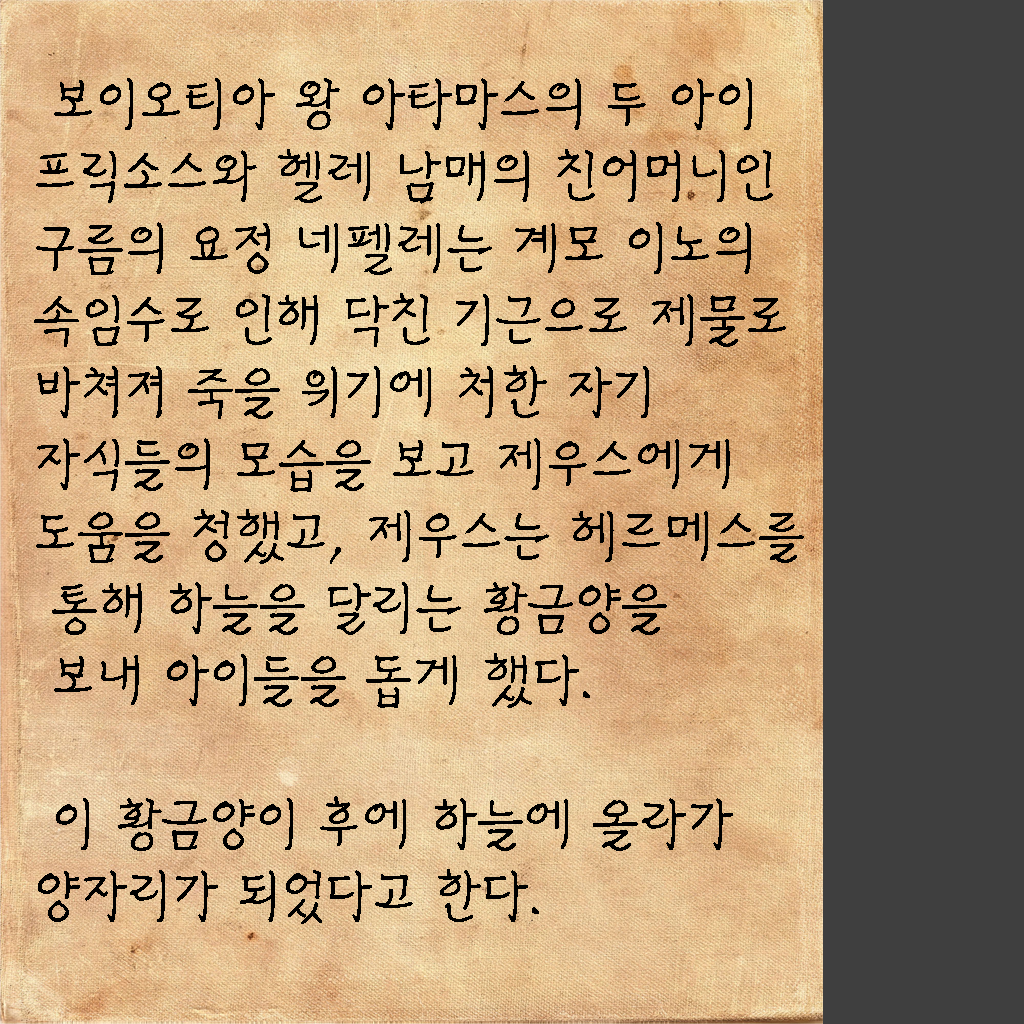 보이오티아 왕 아타마스의 두 아이
프릭소스와 헬레 남매의 친어머니인
구름의 요정 네펠레는 계모 이노의
속임수로 인해 닥친 기근으로 제물로
바쳐져 죽을 위기에 처한 자기
자식들의 모습을 보고 제우스에게
도움을 청했고, 제우스는 헤르메스를
통해 하늘을 달리는 황금양을
보내 아이들을 돕게 했다.
이 황금양이 후에 하늘에 올라가
양자리가 되었다고 한다.